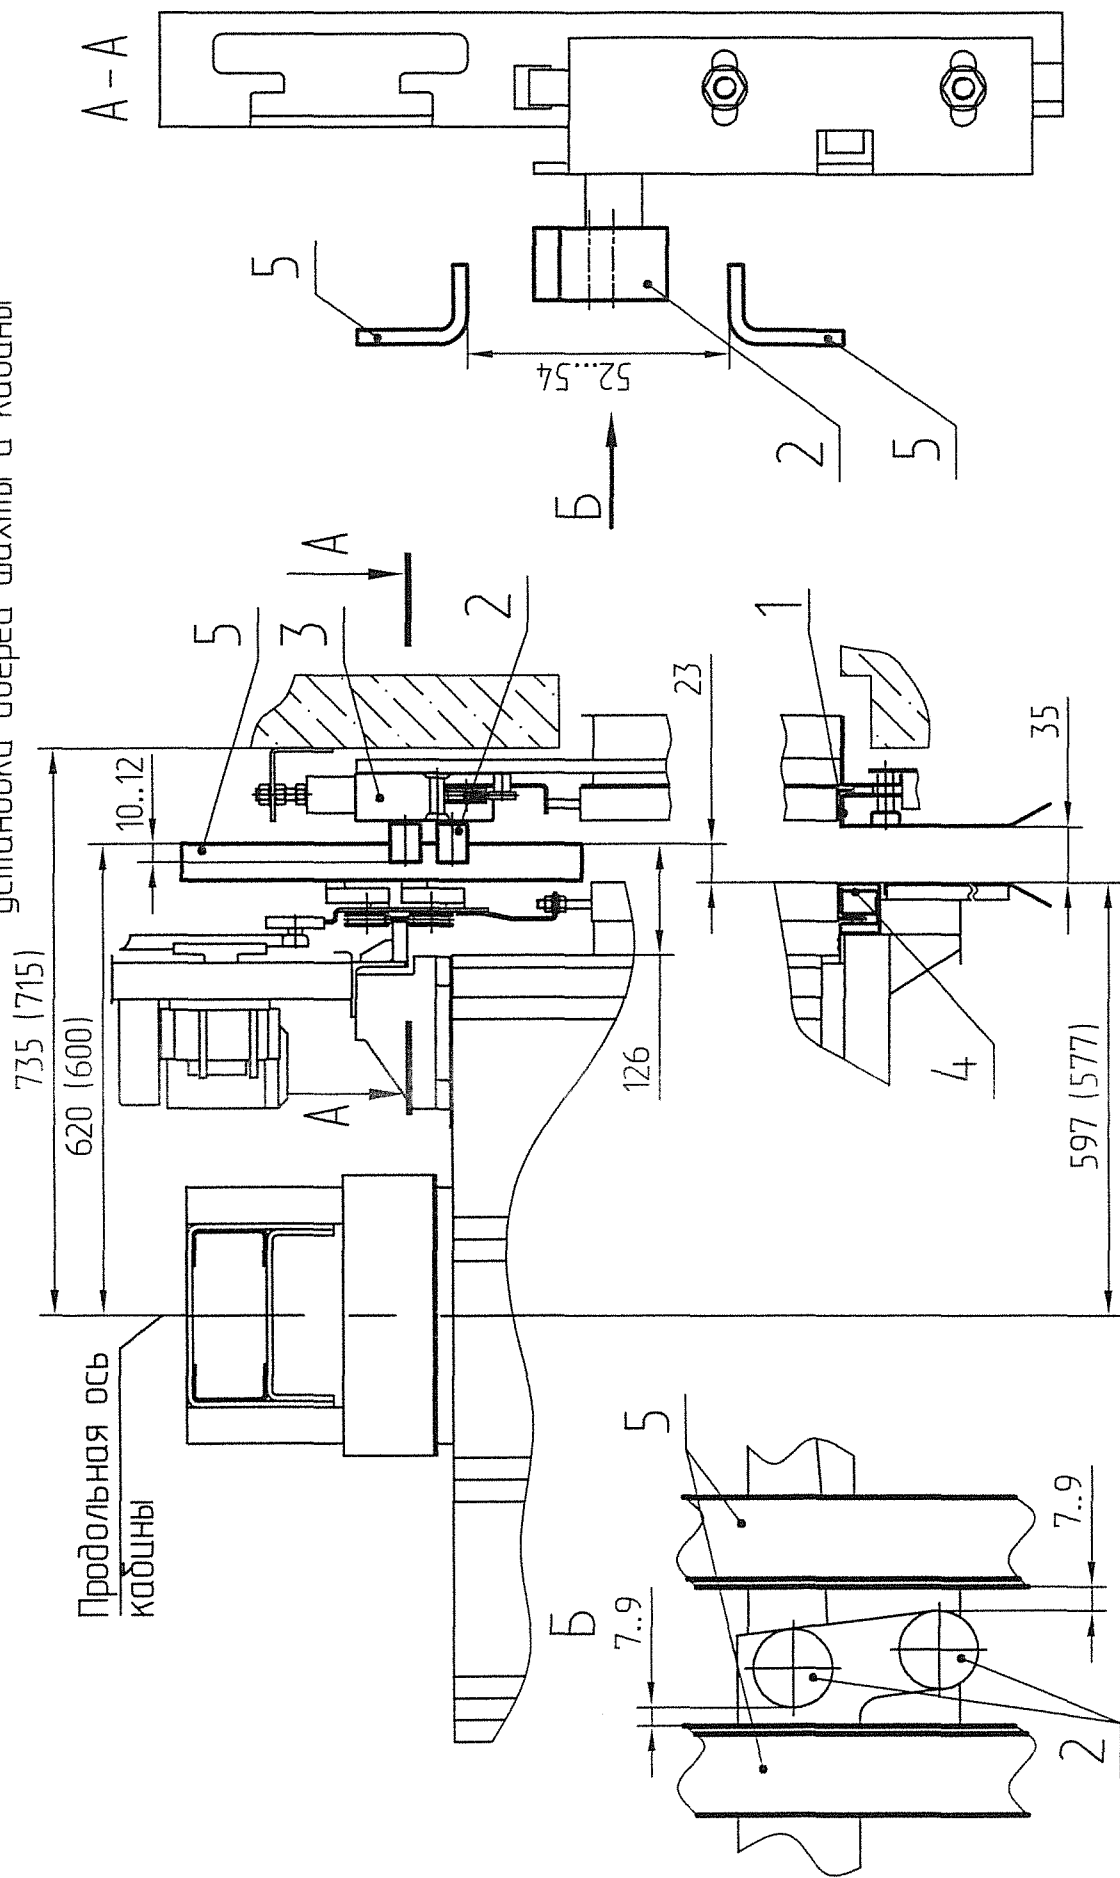 установки дверей шахты и кабины
735 (715)
620 (600)
10..12
5
3
2
А
А
Продольная ось
кабины
126
23
1
35
4
597 (577)
А - А
5
52...54
2
5
Б
Б
5
7..9
7..9
2